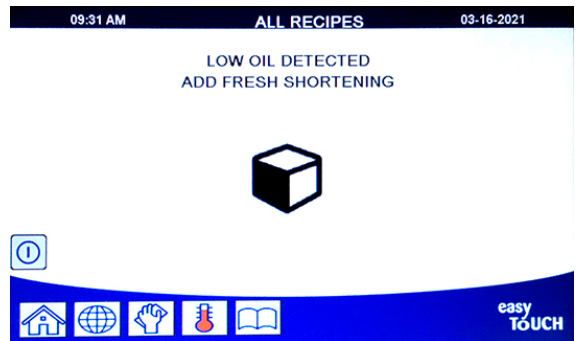 09:31 AM ALL RECIPES 03-16-2021
LOW OIL DETECTED
ADD FRESH SHORTENING
easy
TOUCH